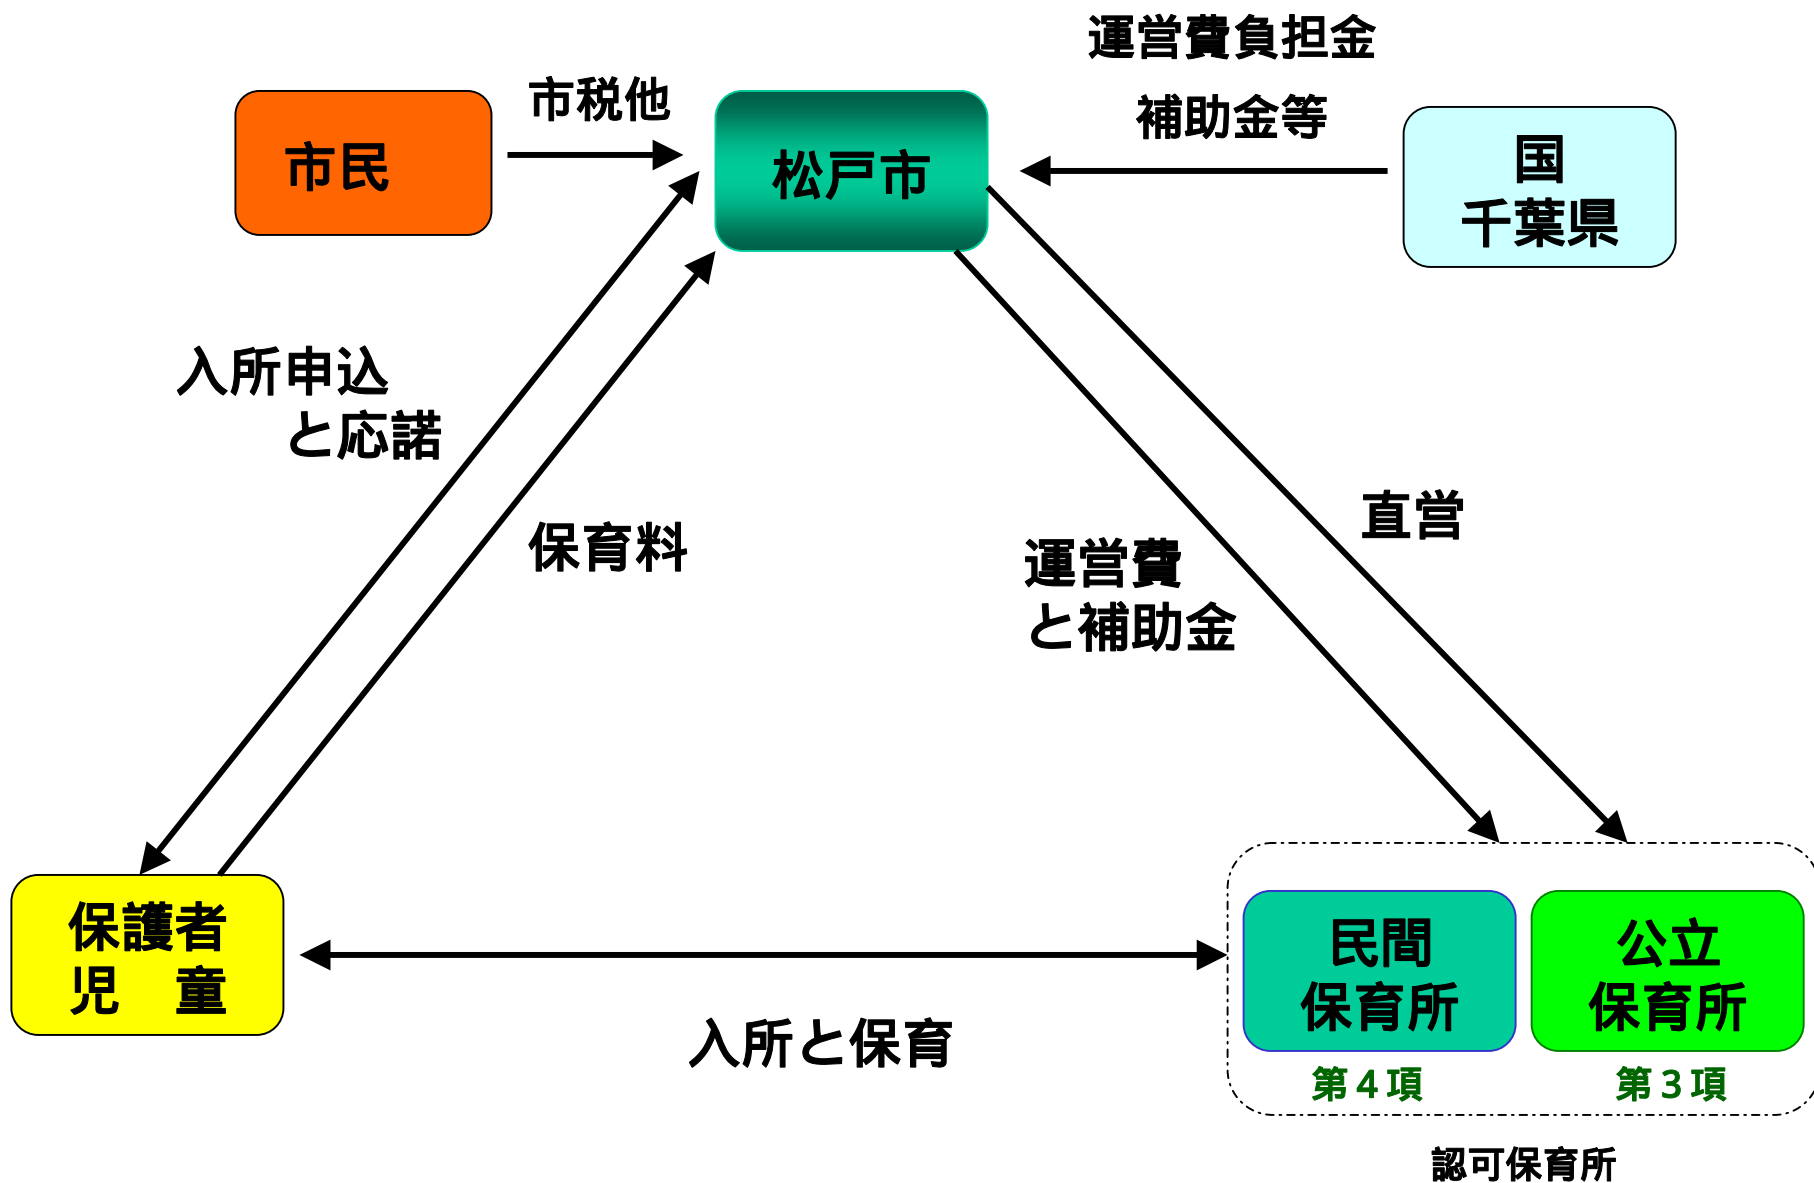 運営費負担金
補助金等
市税他
市民
松戸市
国
千葉県
入所申込
と応諾
保育料
直営
運営費
と補助金
保護者
児　童
入所と保育
民間
保育所
第４項
公立
保育所
第３項
認可保育所